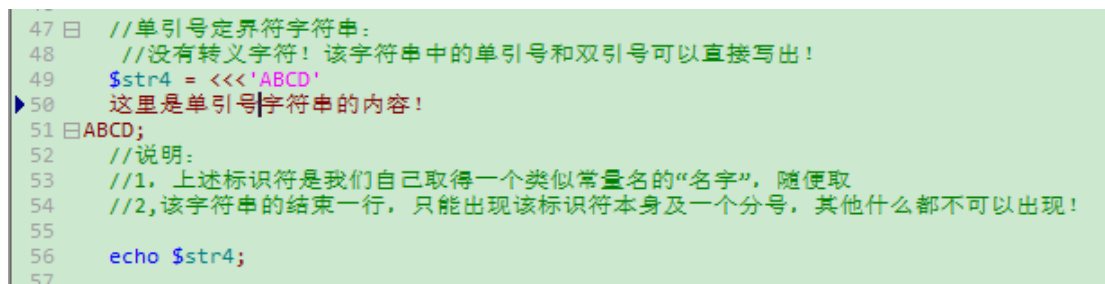 47 //单引号定界符字符串：
48 //没有转义字符！该字符串中的单引号和双引号可以直接写出！
49 $str4 = <<<'ABCD'
50 这里是单引号字符串的内容！
51 ABCD;
52 //说明：
53 //1，上述标识符是我们自己取得一个类似常量名的“名字”，随便取
54 //2,该字符串的结束一行，只能出现该标识符本身及一个分号，其他什么都不可以出现！
55
56 echo $str4;
57